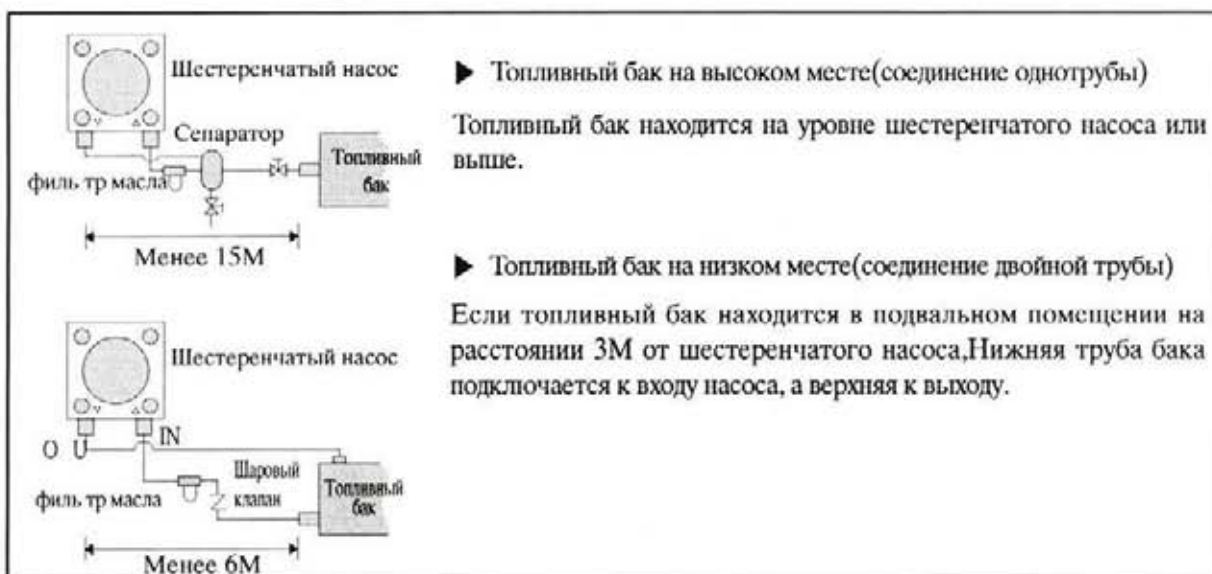 Шестеренчатый насос
Сепаратор
Топливный
бак
филь тр масла
Менее 15М
▶ Топливный бак на высоком месте(соединение однотрубы)
Топливный бак находится на уровне шестеренчатого насоса или
выше.
▶ Топливный бак на низком месте(соединение двойной трубы)
Если топливный бак находится в подвальном помещении на
расстоянии 3М от шестеренчатого насоса,Нижняя труба бака
подключается к входу насоса, а верхняя к выходу.
Шестеренчатый насос
O U IN
Шаровый
клапан
Топливный
бак
филь тр масла
Менее 6М